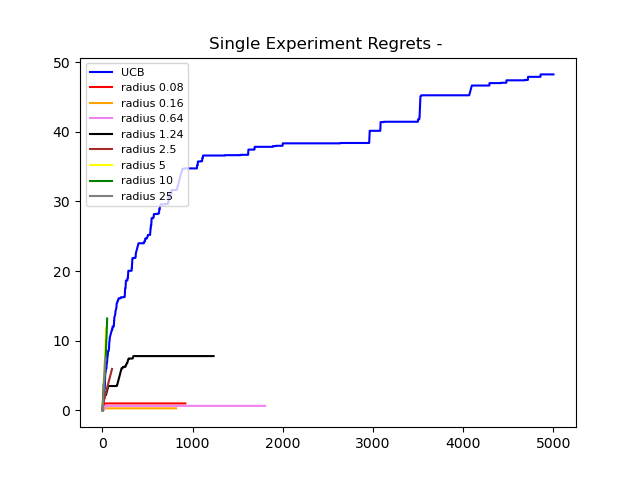 Single Experiment Regrets -
UCB
radius 0.08
radius 0.16
radius 0.64
radius 1.24
radius 2.5
radius 5
radius 10
radius 25
50
40
30
20
10
0
0 1000 2000 3000 4000 5000